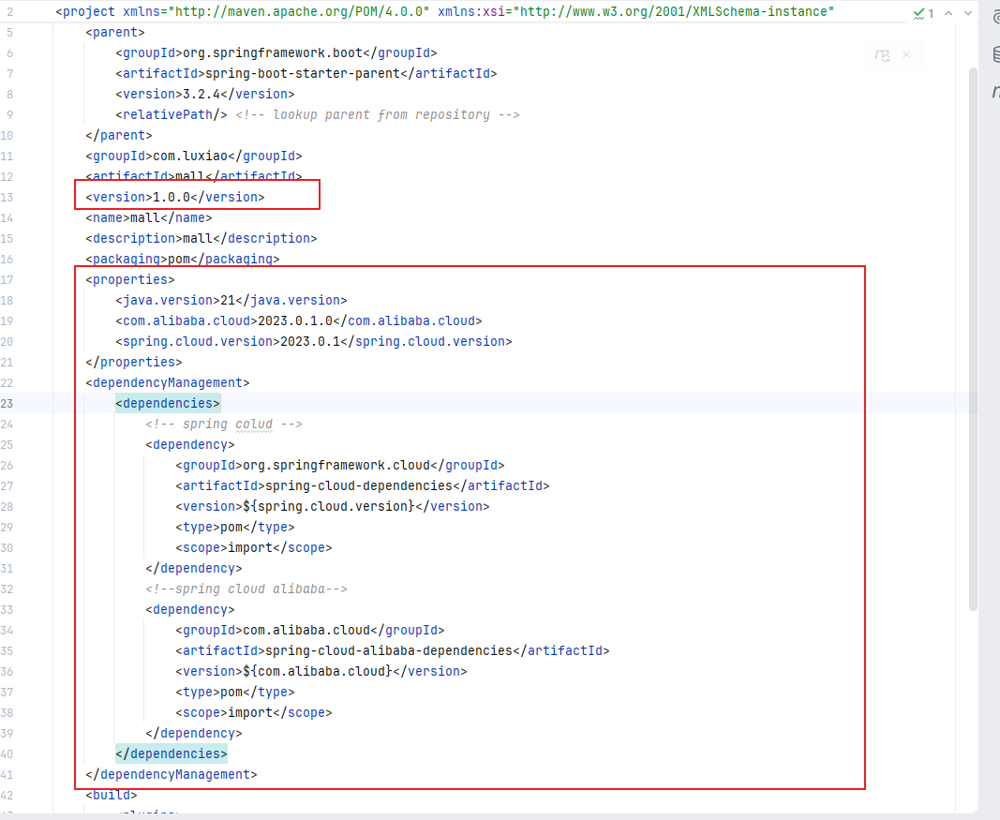 2 <project xmlns="http://maven.apache.org/POM/4.0.0" xmlns:xsi="http://www.w3.org/2001/XMLSchema-instance" 1
5 <parent>
6 <groupId>org.springframework.boot</groupId>
7 <artifactId>spring-boot-starter-parent</artifactId>
8 <version>3.2.4</version>
9 <relativePath/> <!-- lookup parent from repository -->
10 </parent>
11 <groupId>com.luxiao</groupId>
12 <artifactId>mall</artifactId>
13 <version>1.0.0</version>
14 <name>mall</name>
15 <description>mall</description>
16 <packaging>pom</packaging>
17 <properties>
18 <java.version>21</java.version>
19 <com.alibaba.cloud>2023.0.1.0</com.alibaba.cloud>
20 <spring.cloud.version>2023.0.1</spring.cloud.version>
21 </properties>
22 <dependencyManagement>
23 <dependencies>
24 <!-- spring colud -->
25 <dependency>
26 <groupId>org.springframework.cloud</groupId>
27 <artifactId>spring-cloud-dependencies</artifactId>
28 <version>${spring.cloud.version}</version>
29 <type>pom</type>
30 <scope>import</scope>
31 </dependency>
32 <!--spring cloud alibaba-->
33 <dependency>
34 <groupId>com.alibaba.cloud</groupId>
35 <artifactId>spring-cloud-alibaba-dependencies</artifactId>
36 <version>${com.alibaba.cloud}</version>
37 <type>pom</type>
38 <scope>import</scope>
39 </dependency>
40 </dependencies>
41 </dependencyManagement>
42 <build>